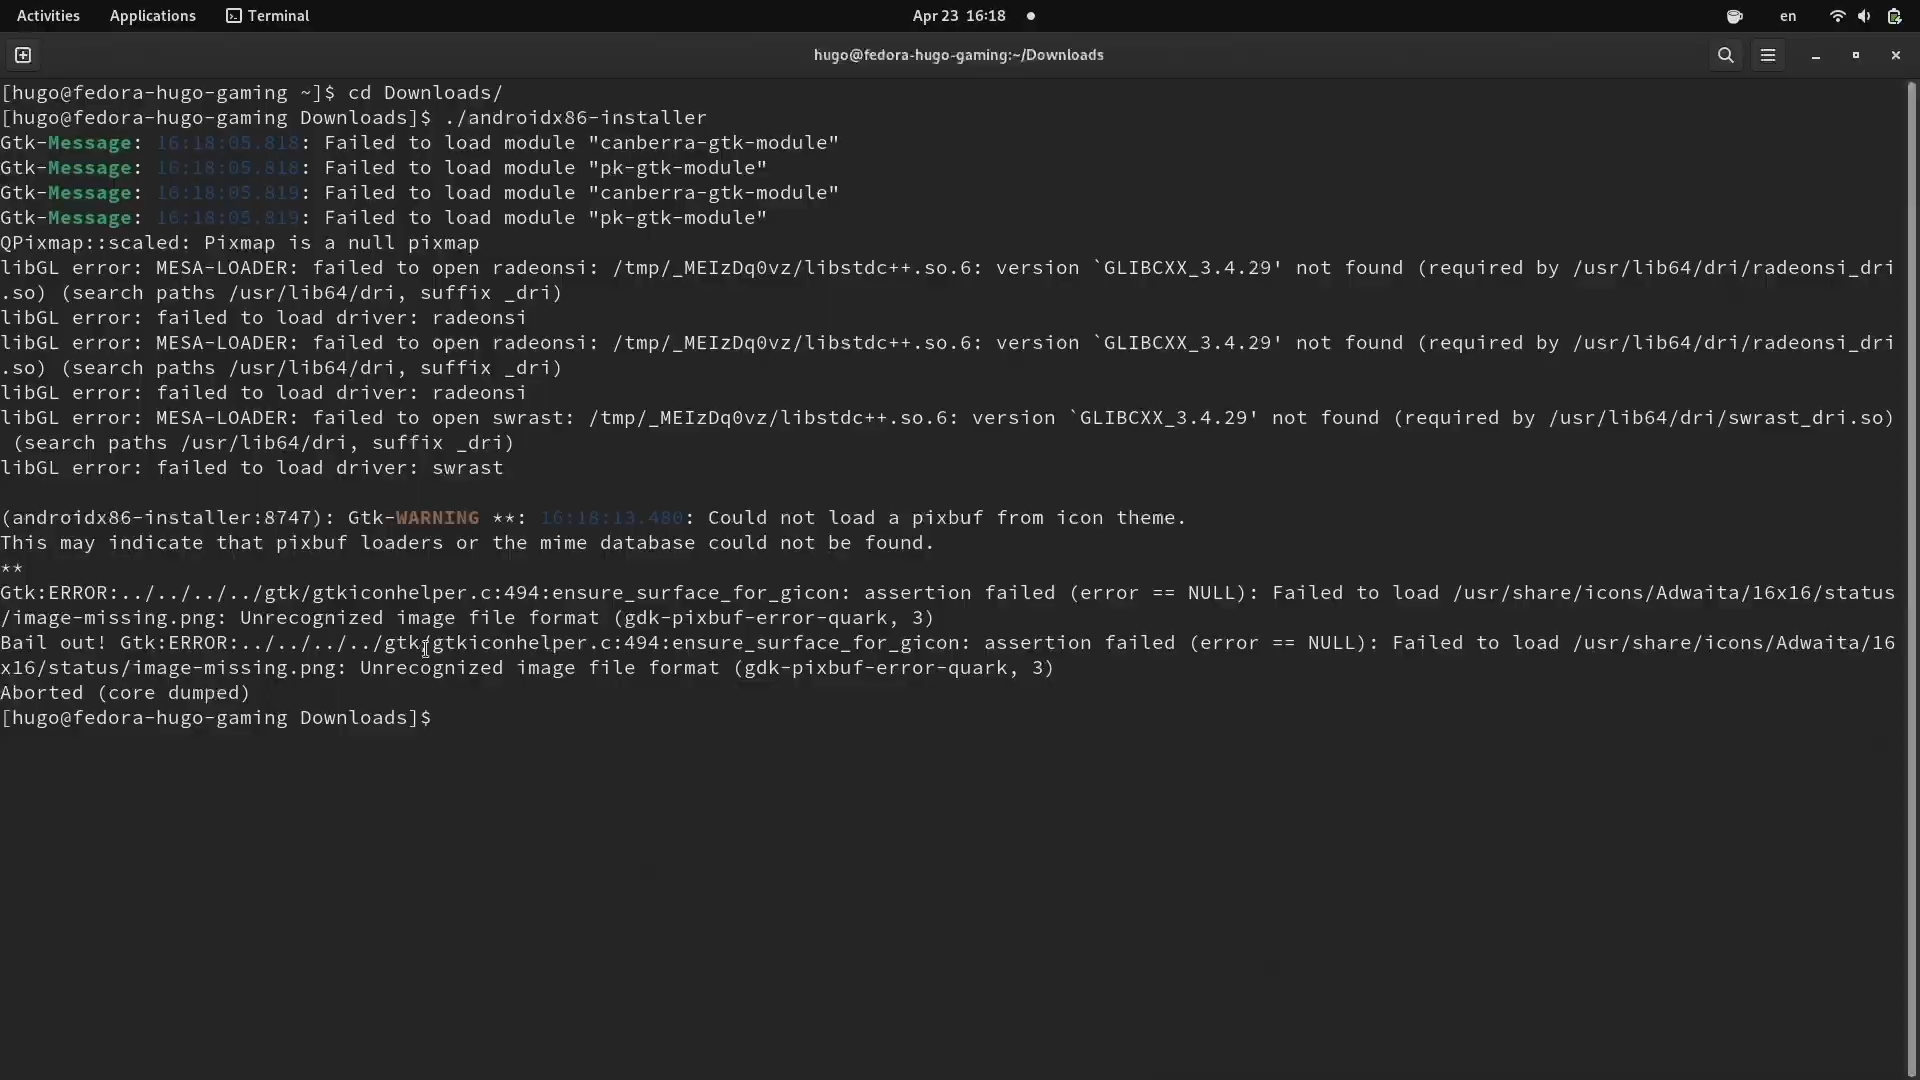 Activities Applications Terminal Apr 23 16:18 en
hugo@fedora-hugo-gaming:~/Downloads
[hugo@fedora-hugo-gaming ~]$ cd Downloads/
[hugo@fedora-hugo-gaming Downloads]$ ./androidx86-installer
Gtk-Message: 16:18:05.818: Failed to load module "canberra-gtk-module"
Gtk-Message: 16:18:05.818: Failed to load module "pk-gtk-module"
Gtk-Message: 16:18:05.819: Failed to load module "canberra-gtk-module"
Gtk-Message: 16:18:05.819: Failed to load module "pk-gtk-module"
QPixmap::scaled: Pixmap is a null pixmap
libGL error: MESA-LOADER: failed to open radeonsi: /tmp/_MEIzDq0vz/libstdc++.so.6: version `GLIBCXX_3.4.29' not found (required by /usr/lib64/dri/radeonsi_dri
.so) (search paths /usr/lib64/dri, suffix _dri)
libGL error: failed to load driver: radeonsi
libGL error: MESA-LOADER: failed to open radeonsi: /tmp/_MEIzDq0vz/libstdc++.so.6: version `GLIBCXX_3.4.29' not found (required by /usr/lib64/dri/radeonsi_dri
.so) (search paths /usr/lib64/dri, suffix _dri)
libGL error: failed to load driver: radeonsi
libGL error: MESA-LOADER: failed to open swrast: /tmp/_MEIzDq0vz/libstdc++.so.6: version `GLIBCXX_3.4.29' not found (required by /usr/lib64/dri/swrast_dri.so)
 (search paths /usr/lib64/dri, suffix _dri)
libGL error: failed to load driver: swrast
(androidx86-installer:8747): Gtk-WARNING **: 16:18:13.480: Could not load a pixbuf from icon theme.
This may indicate that pixbuf loaders or the mime database could not be found.
**
Gtk:ERROR:../../../../gtk/gtkiconhelper.c:494:ensure_surface_for_gicon: assertion failed (error == NULL): Failed to load /usr/share/icons/Adwaita/16x16/status
/image-missing.png: Unrecognized image file format (gdk-pixbuf-error-quark, 3)
Bail out! Gtk:ERROR:../../../../gtk/gtkiconhelper.c:494:ensure_surface_for_gicon: assertion failed (error == NULL): Failed to load /usr/share/icons/Adwaita/16
x16/status/image-missing.png: Unrecognized image file format (gdk-pixbuf-error-quark, 3)
Aborted (core dumped)
[hugo@fedora-hugo-gaming Downloads]$